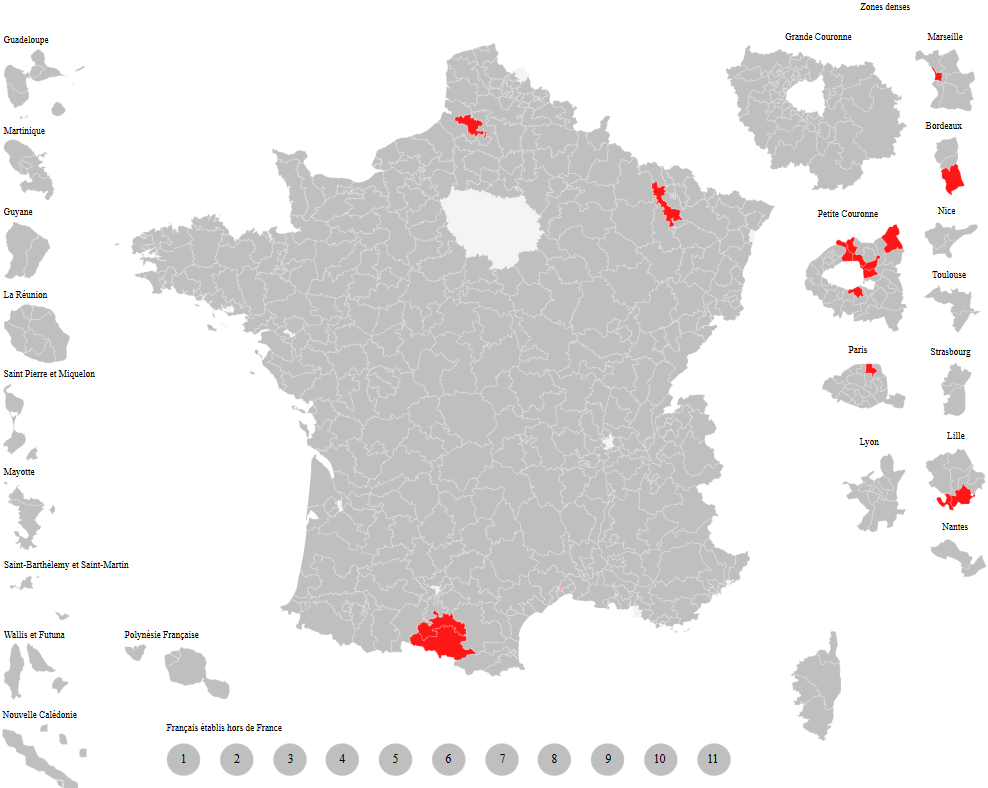 Zones denses
Guadeloupe
Grande Couronne
Marseille
Martinique
Bordeaux
Guyane
Petite Couronne
Nice
La Réunion
Toulouse
Saint Pierre et Miquelon
Paris
Strasbourg
Mayotte
Lyon
Lille
Saint-Barthélemy et Saint-Martin
Nantes
Wallis et Futuna
Polynésie Française
Nouvelle Calédonie
Français établis hors de France
1 2 3 4 5 6 7 8 9 10 11